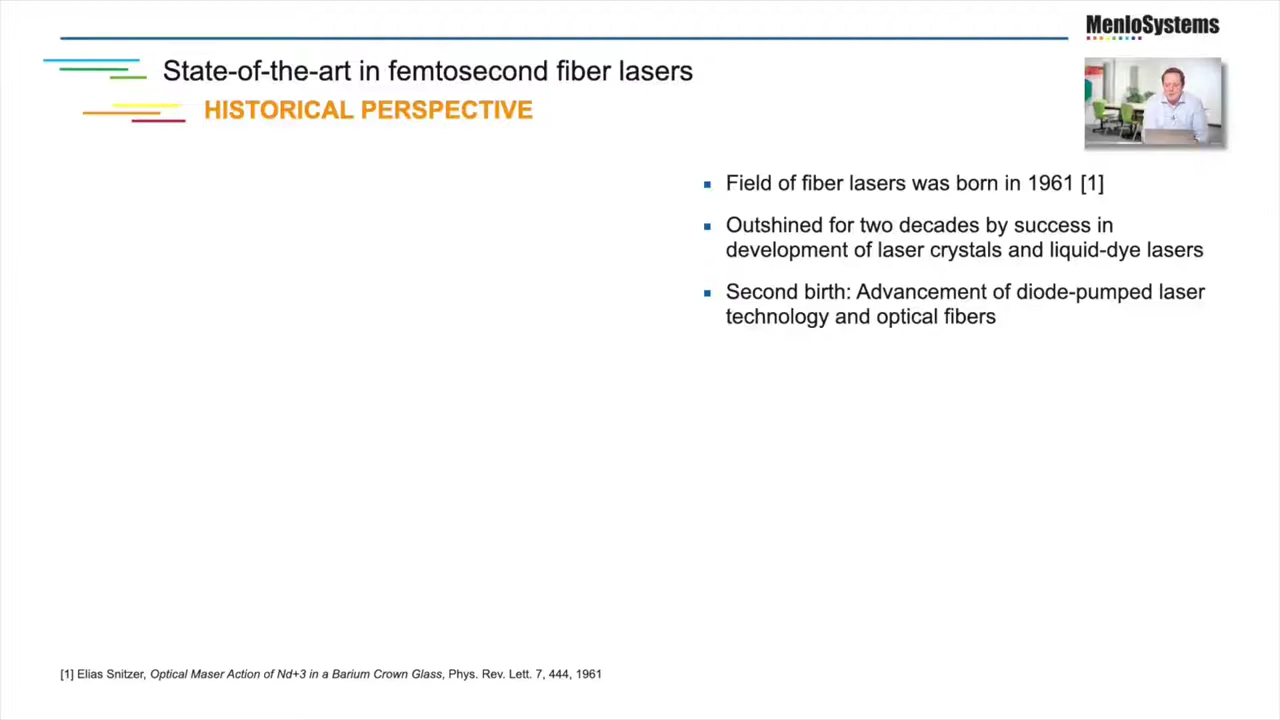 MenloSystems
State-of-the-art in femtosecond fiber lasers
HISTORICAL PERSPECTIVE
▪ Field of fiber lasers was born in 1961 [1]
▪ Outshined for two decades by success in
development of laser crystals and liquid-dye lasers
▪ Second birth: Advancement of diode-pumped laser
technology and optical fibers
[1] Elias Snitzer, Optical Maser Action of Nd+3 in a Barium Crown Glass, Phys. Rev. Lett. 7, 444, 1961